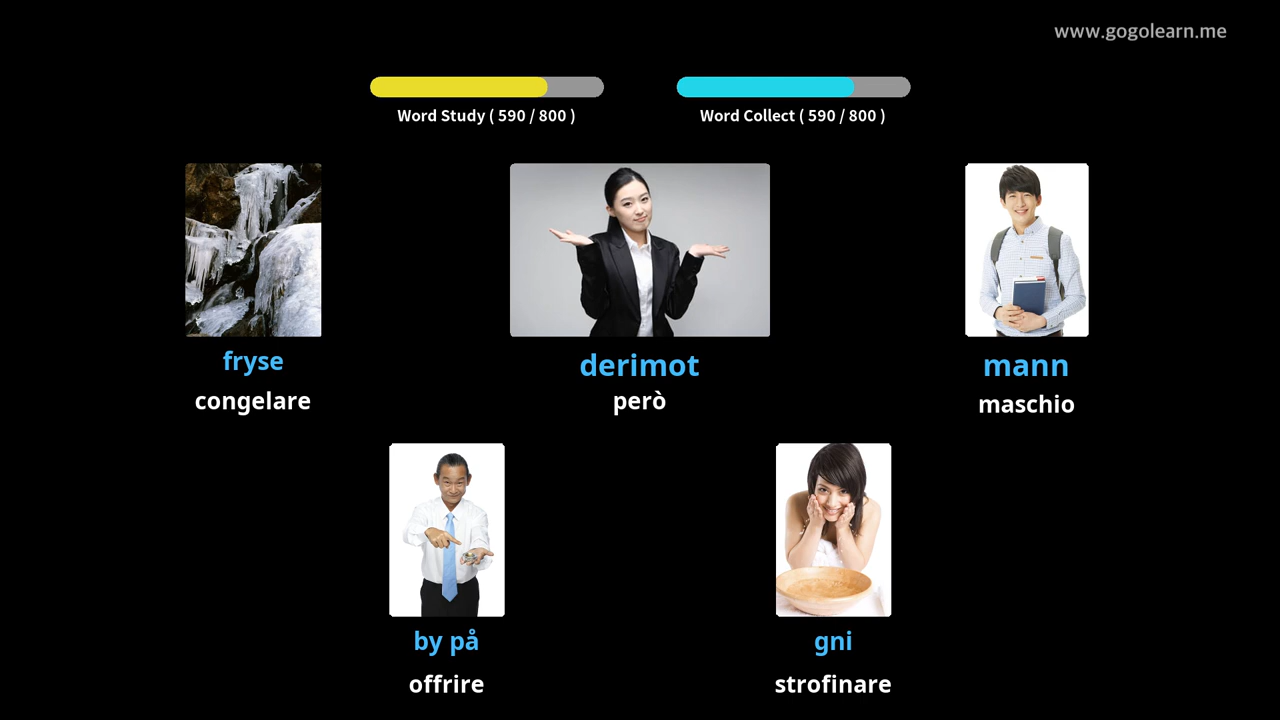 www.gogolearn.me
Word Study ( 590 / 800 )
Word Collect ( 590 / 800 )
fryse
congelare
derimot
però
mann
maschio
by på
offrire
gni
strofinare